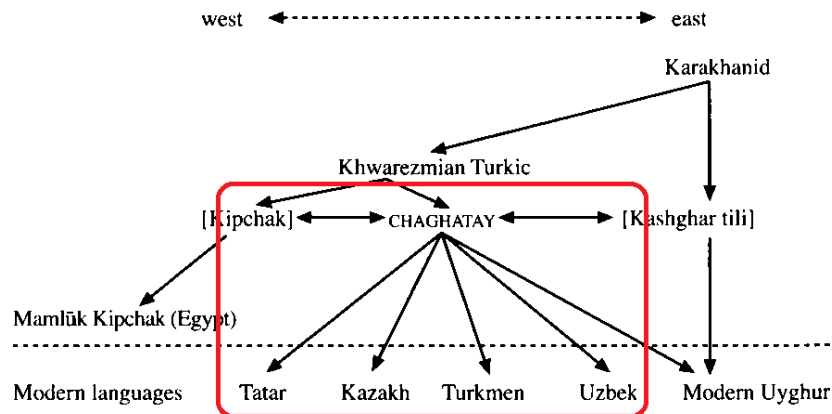 west east
Karakhanid
Khwarezmian Turkic
[Kipchak] CHAGHATAY [Kashghar tili]
Mamlūk Kipchak (Egypt)
Modern languages Tatar Kazakh Turkmen Uzbek Modern Uyghur